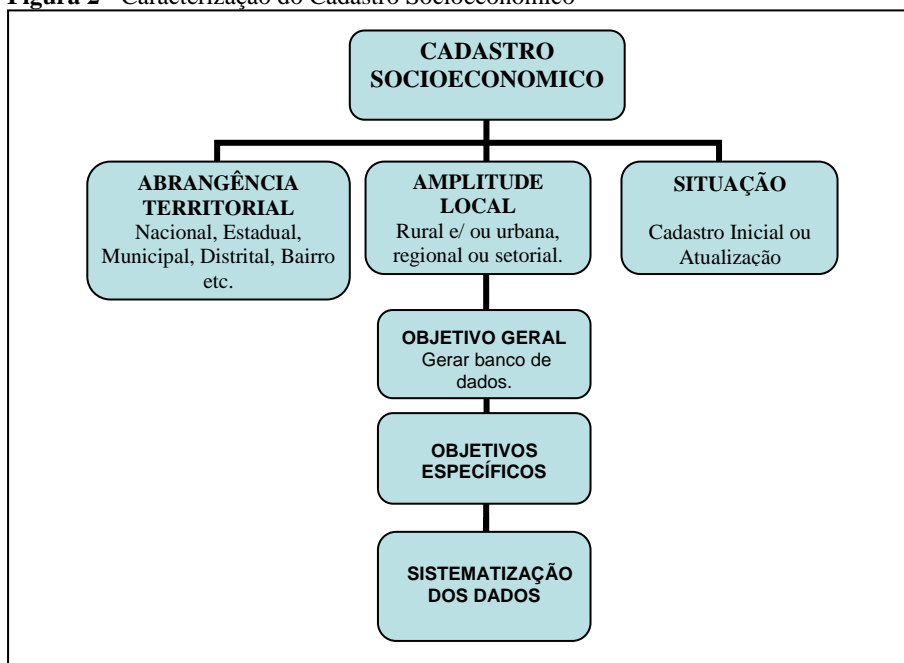 Figura 2 - Caracterização do Cadastro Socioeconômico
CADASTRO
SOCIOECONOMICO
ABRANGÊNCIA
TERRITORIAL
Nacional, Estadual,
Municipal, Distrital, Bairro
etc.
AMPLITUDE
LOCAL
Rural e/ ou urbana,
regional ou setorial.
SITUAÇÃO
Cadastro Inicial ou
Atualização
OBJETIVO GERAL
Gerar banco de
dados.
OBJETIVOS
ESPECÍFICOS
SISTEMATIZAÇÃO
DOS DADOS